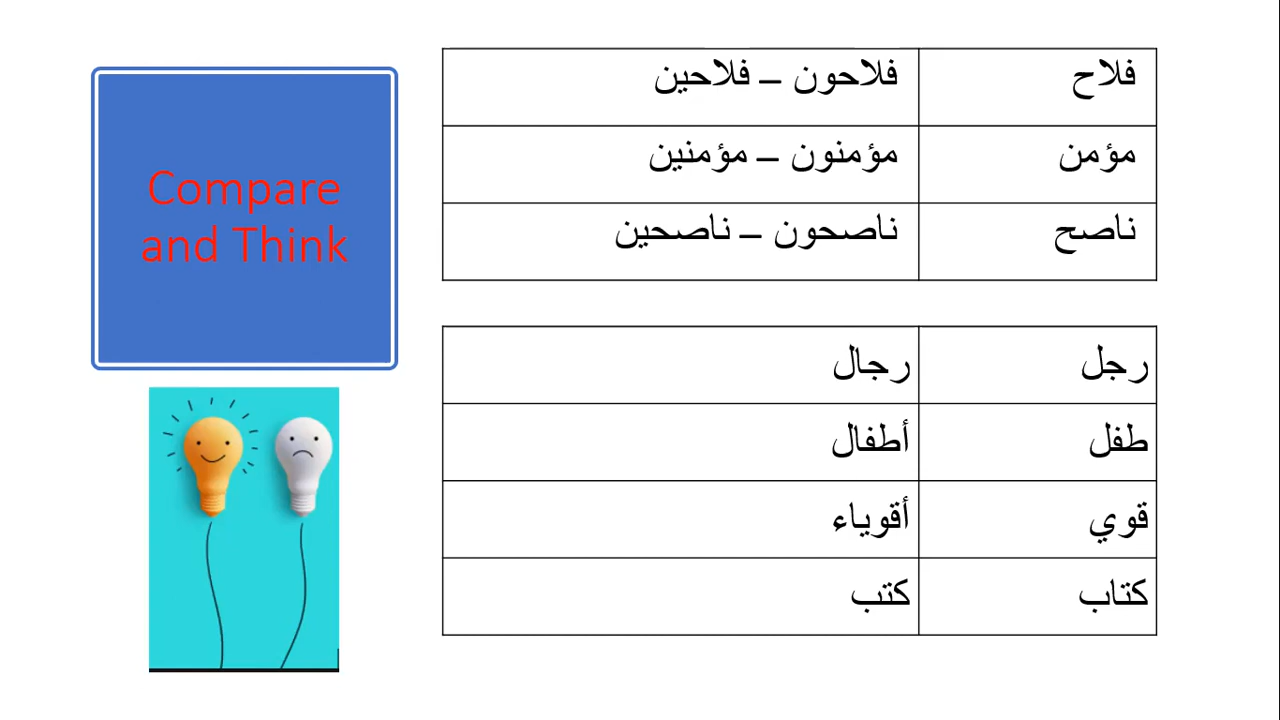 Compare
and Think
فلاح فلاحون – فلاحين
مؤمن مؤمنون – مؤمنين
ناصح ناصحون – ناصحين
رجل رجال
طفل أطفال
قوي أقوياء
كتاب كتب